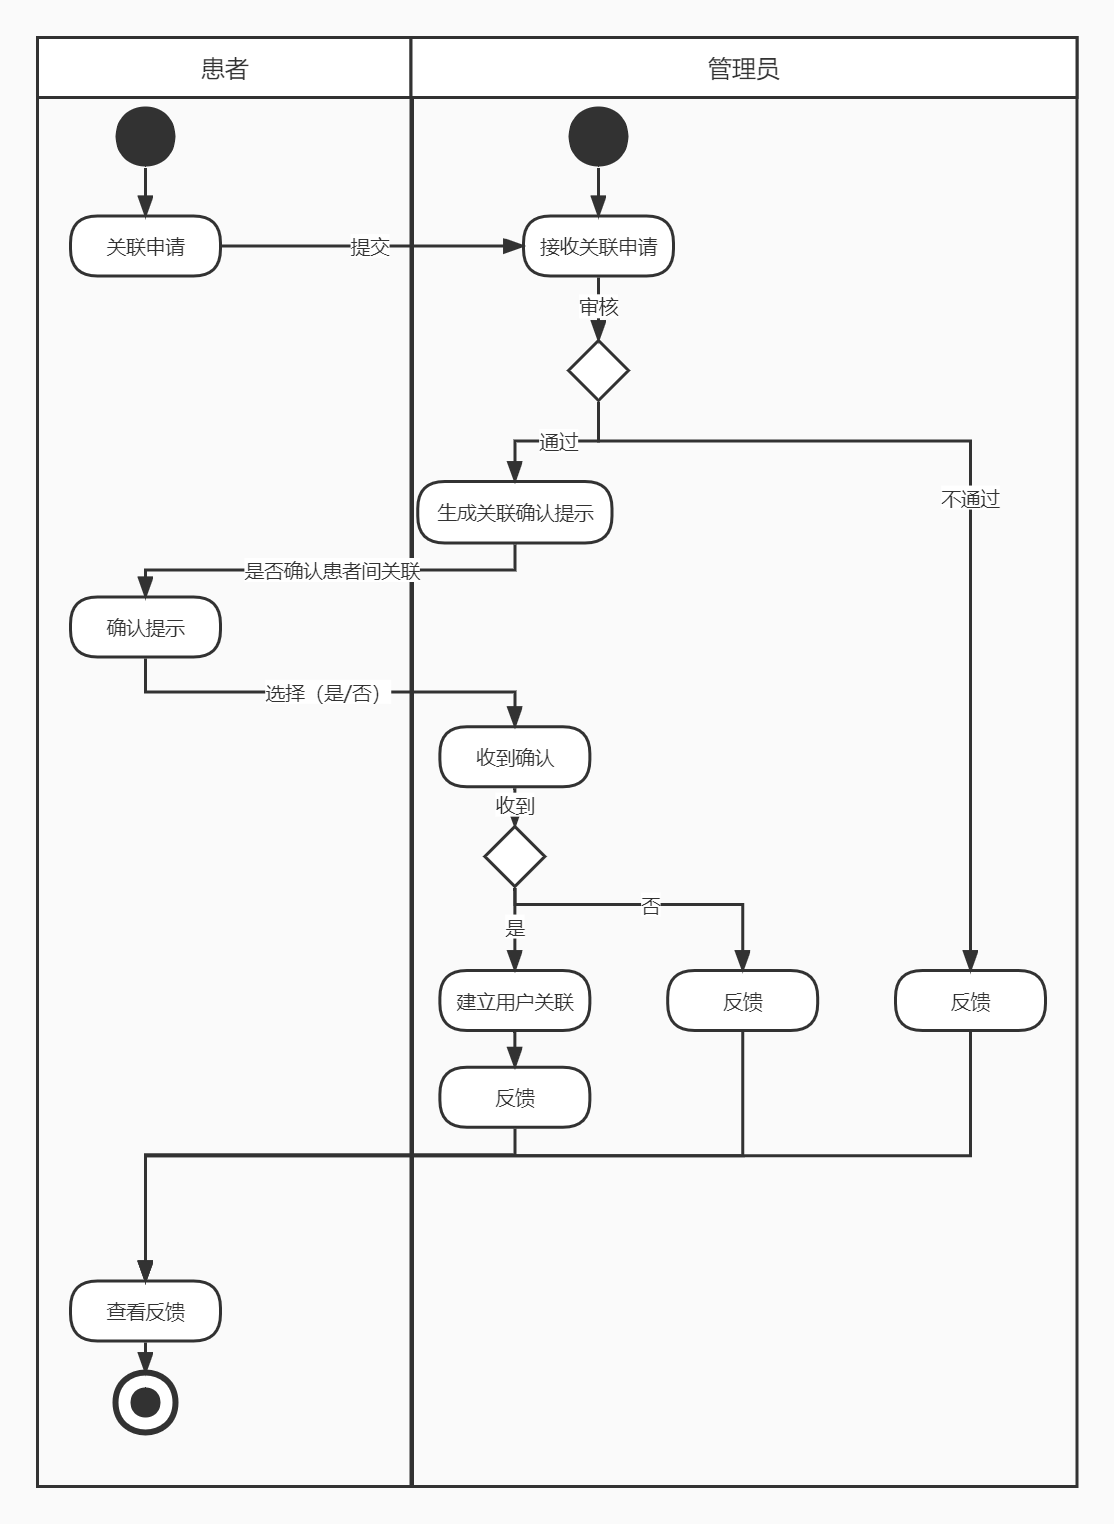 患者
管理员
关联申请
提交
接收关联申请
审核
通过
不通过
生成关联确认提示
是否确认患者间关联
确认提示
选择（是/否）
收到确认
收到
否
是
建立用户关联
反馈
反馈
反馈
查看反馈